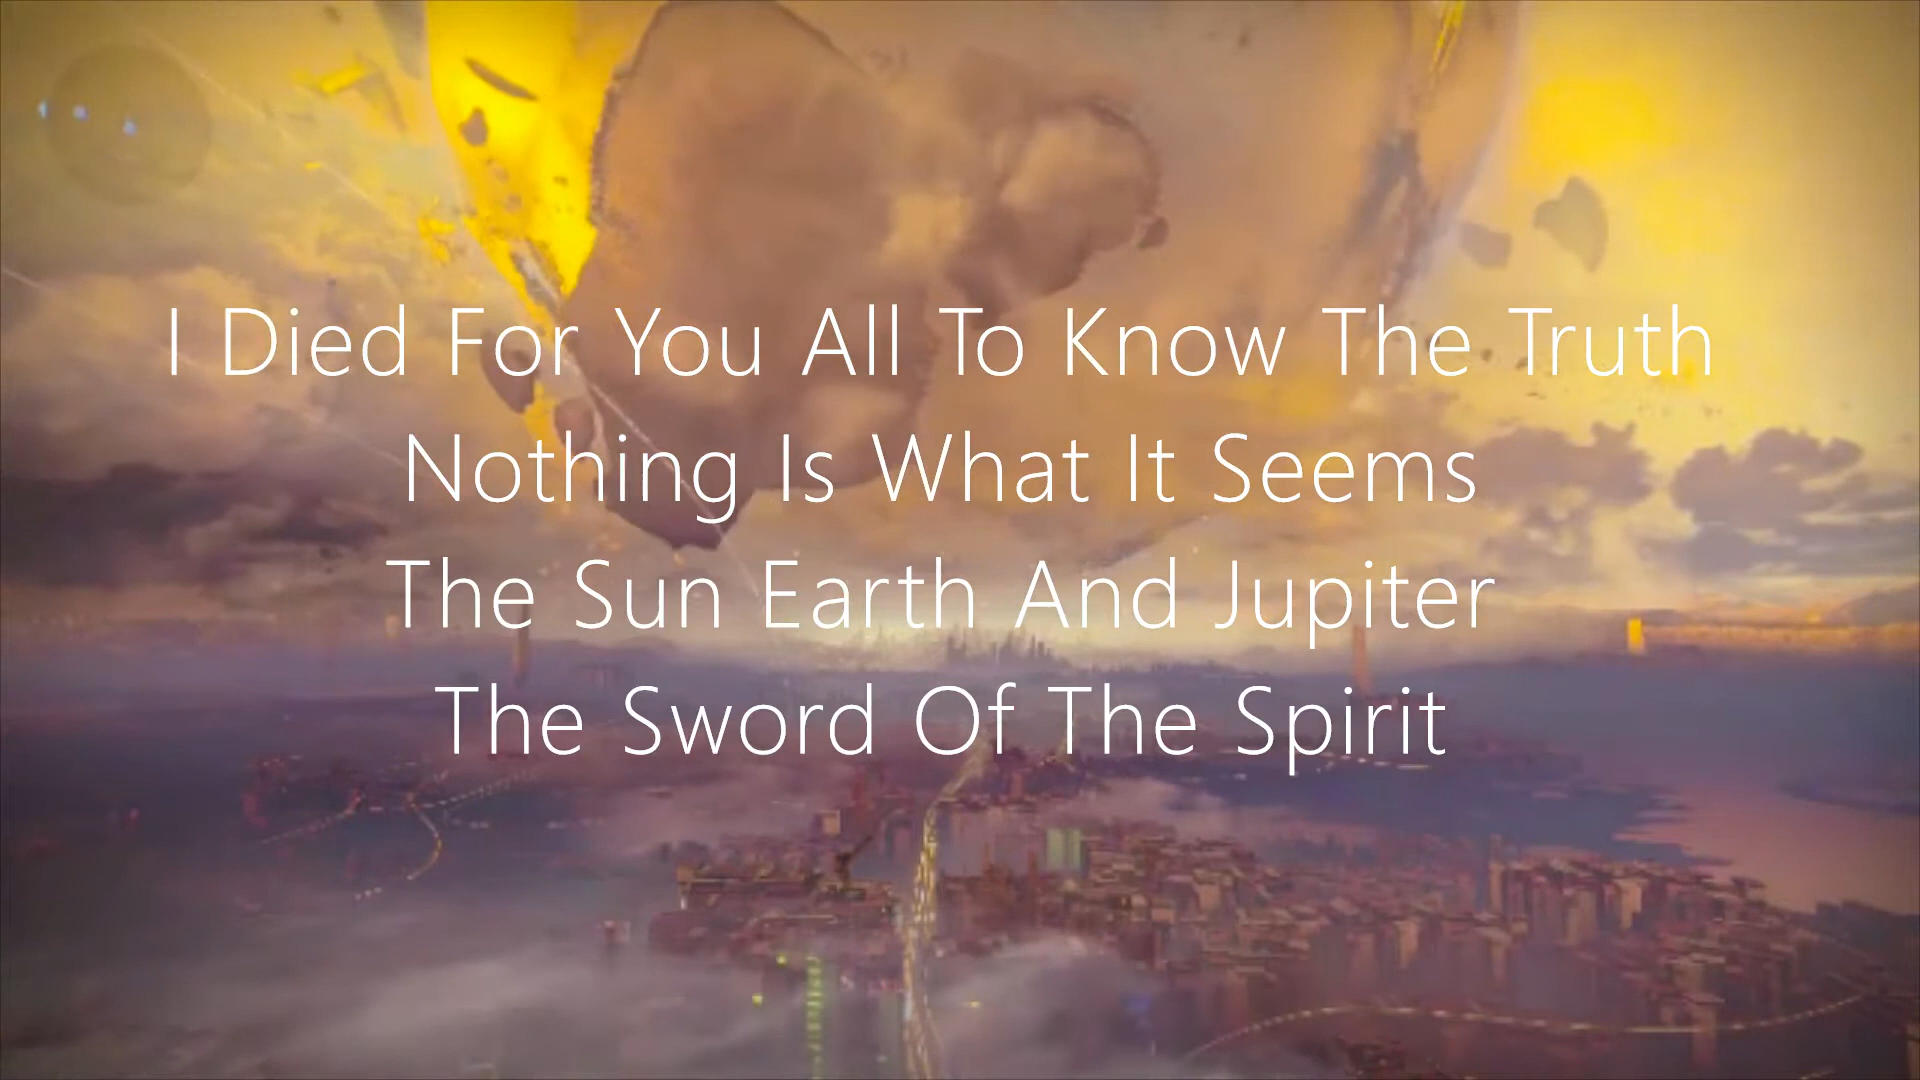 I Died For You All To Know The Truth
Nothing Is What It Seems
The Sun Earth And Jupiter
The Sword Of The Spirit